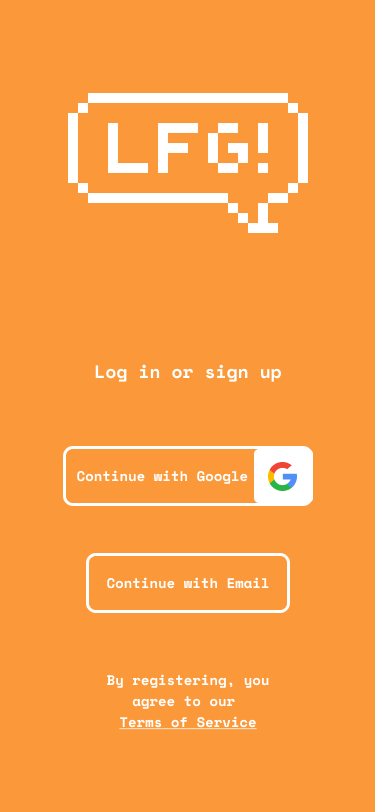 LFG!
Log in or sign up
Continue with Google
Continue with Email
By registering, you
agree to our
Terms of Service